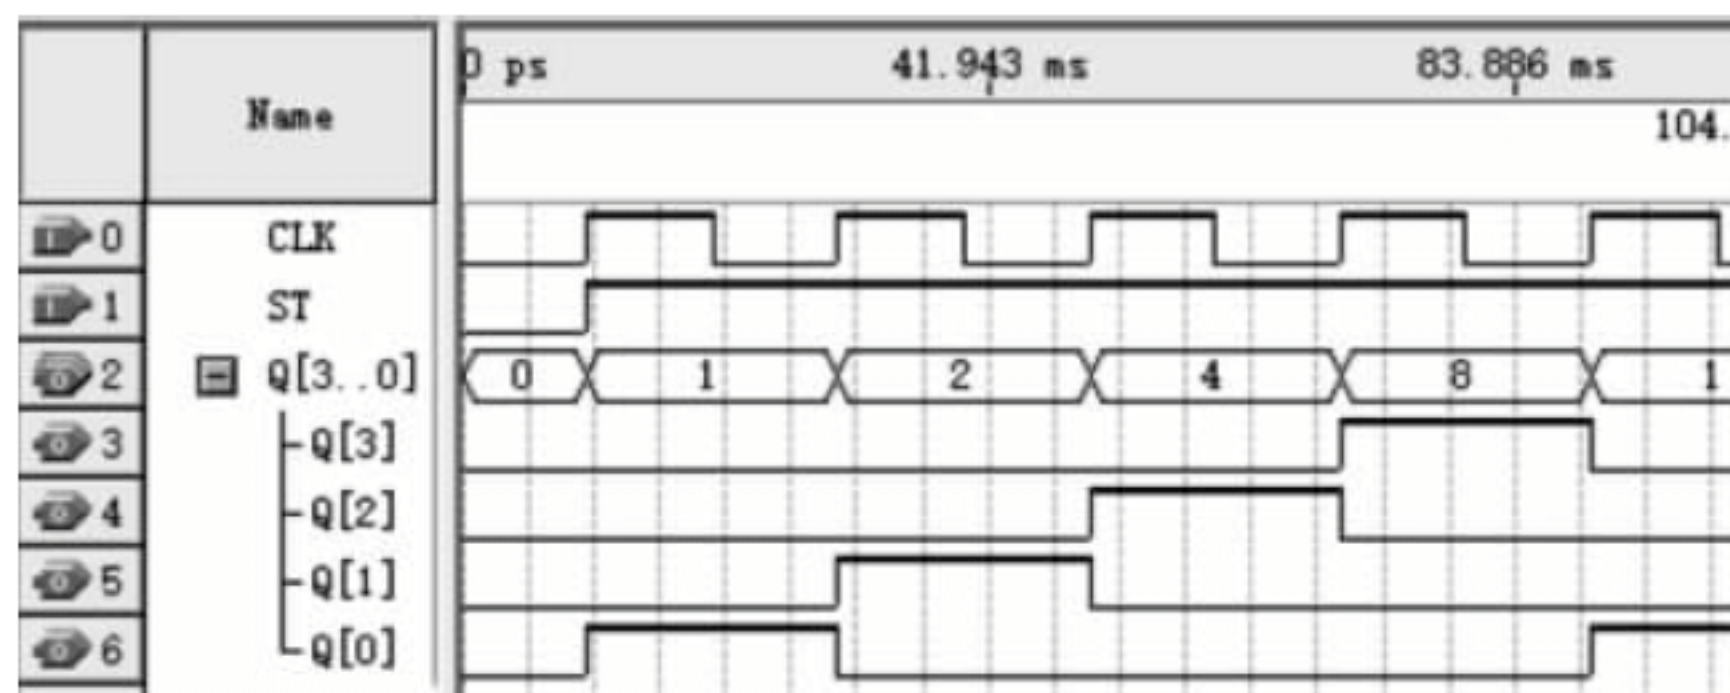 0 ps 41.943 ms 83.886 ms
Name
104.
0 CLK
1 ST
2 Q[3..0] 0 1 2 4 8 1
3 Q[3]
4 Q[2]
5 Q[1]
6 Q[0]